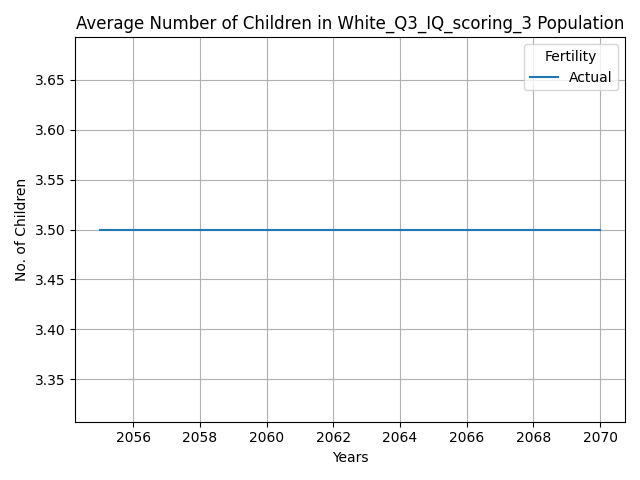 Average Number of Children in White_Q3_IQ_scoring_3 Population
Fertility
Actual
No. of Children
3.65
3.60
3.55
3.50
3.45
3.40
3.35
2056 2058 2060 2062 2064 2066 2068 2070
Years